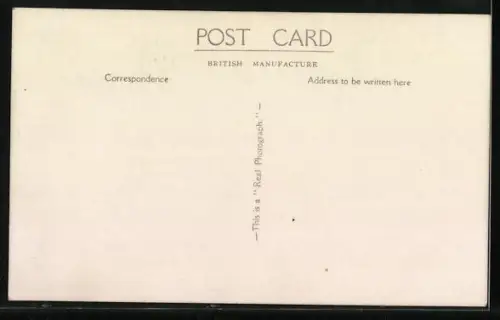 POST CARD
BRITISH MANUFACTURE
Correspondence
Address to be written here
—This is a "Real Photograph."—